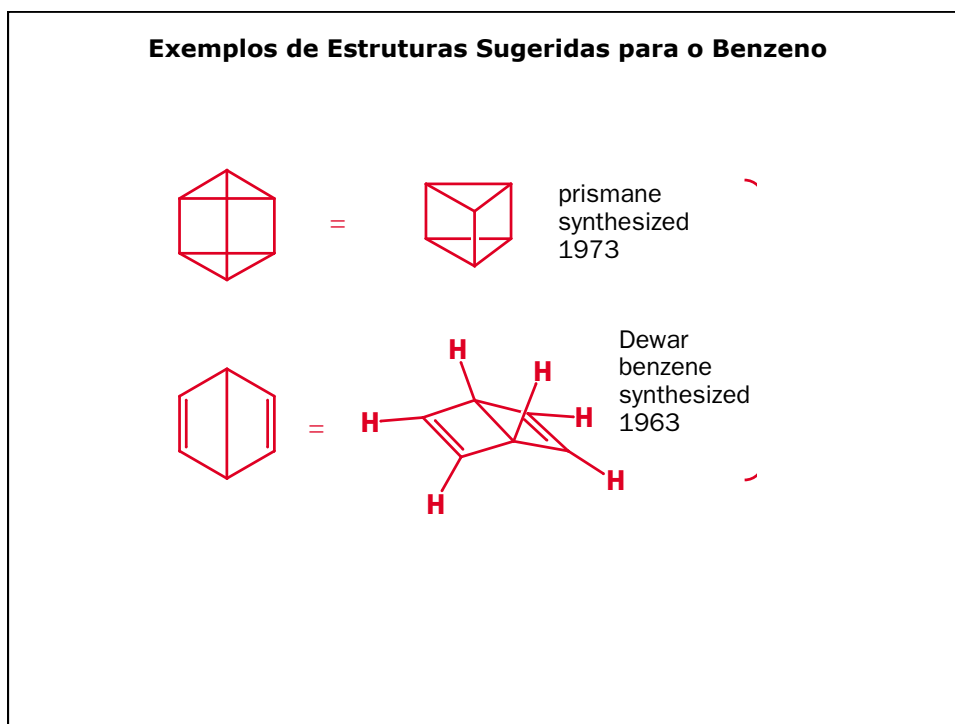 Exemplos de Estruturas Sugeridas para o Benzeno
=
prismane
synthesized
1973
H
H
H
H
H
H
=
Dewar
benzene
synthesized
1963